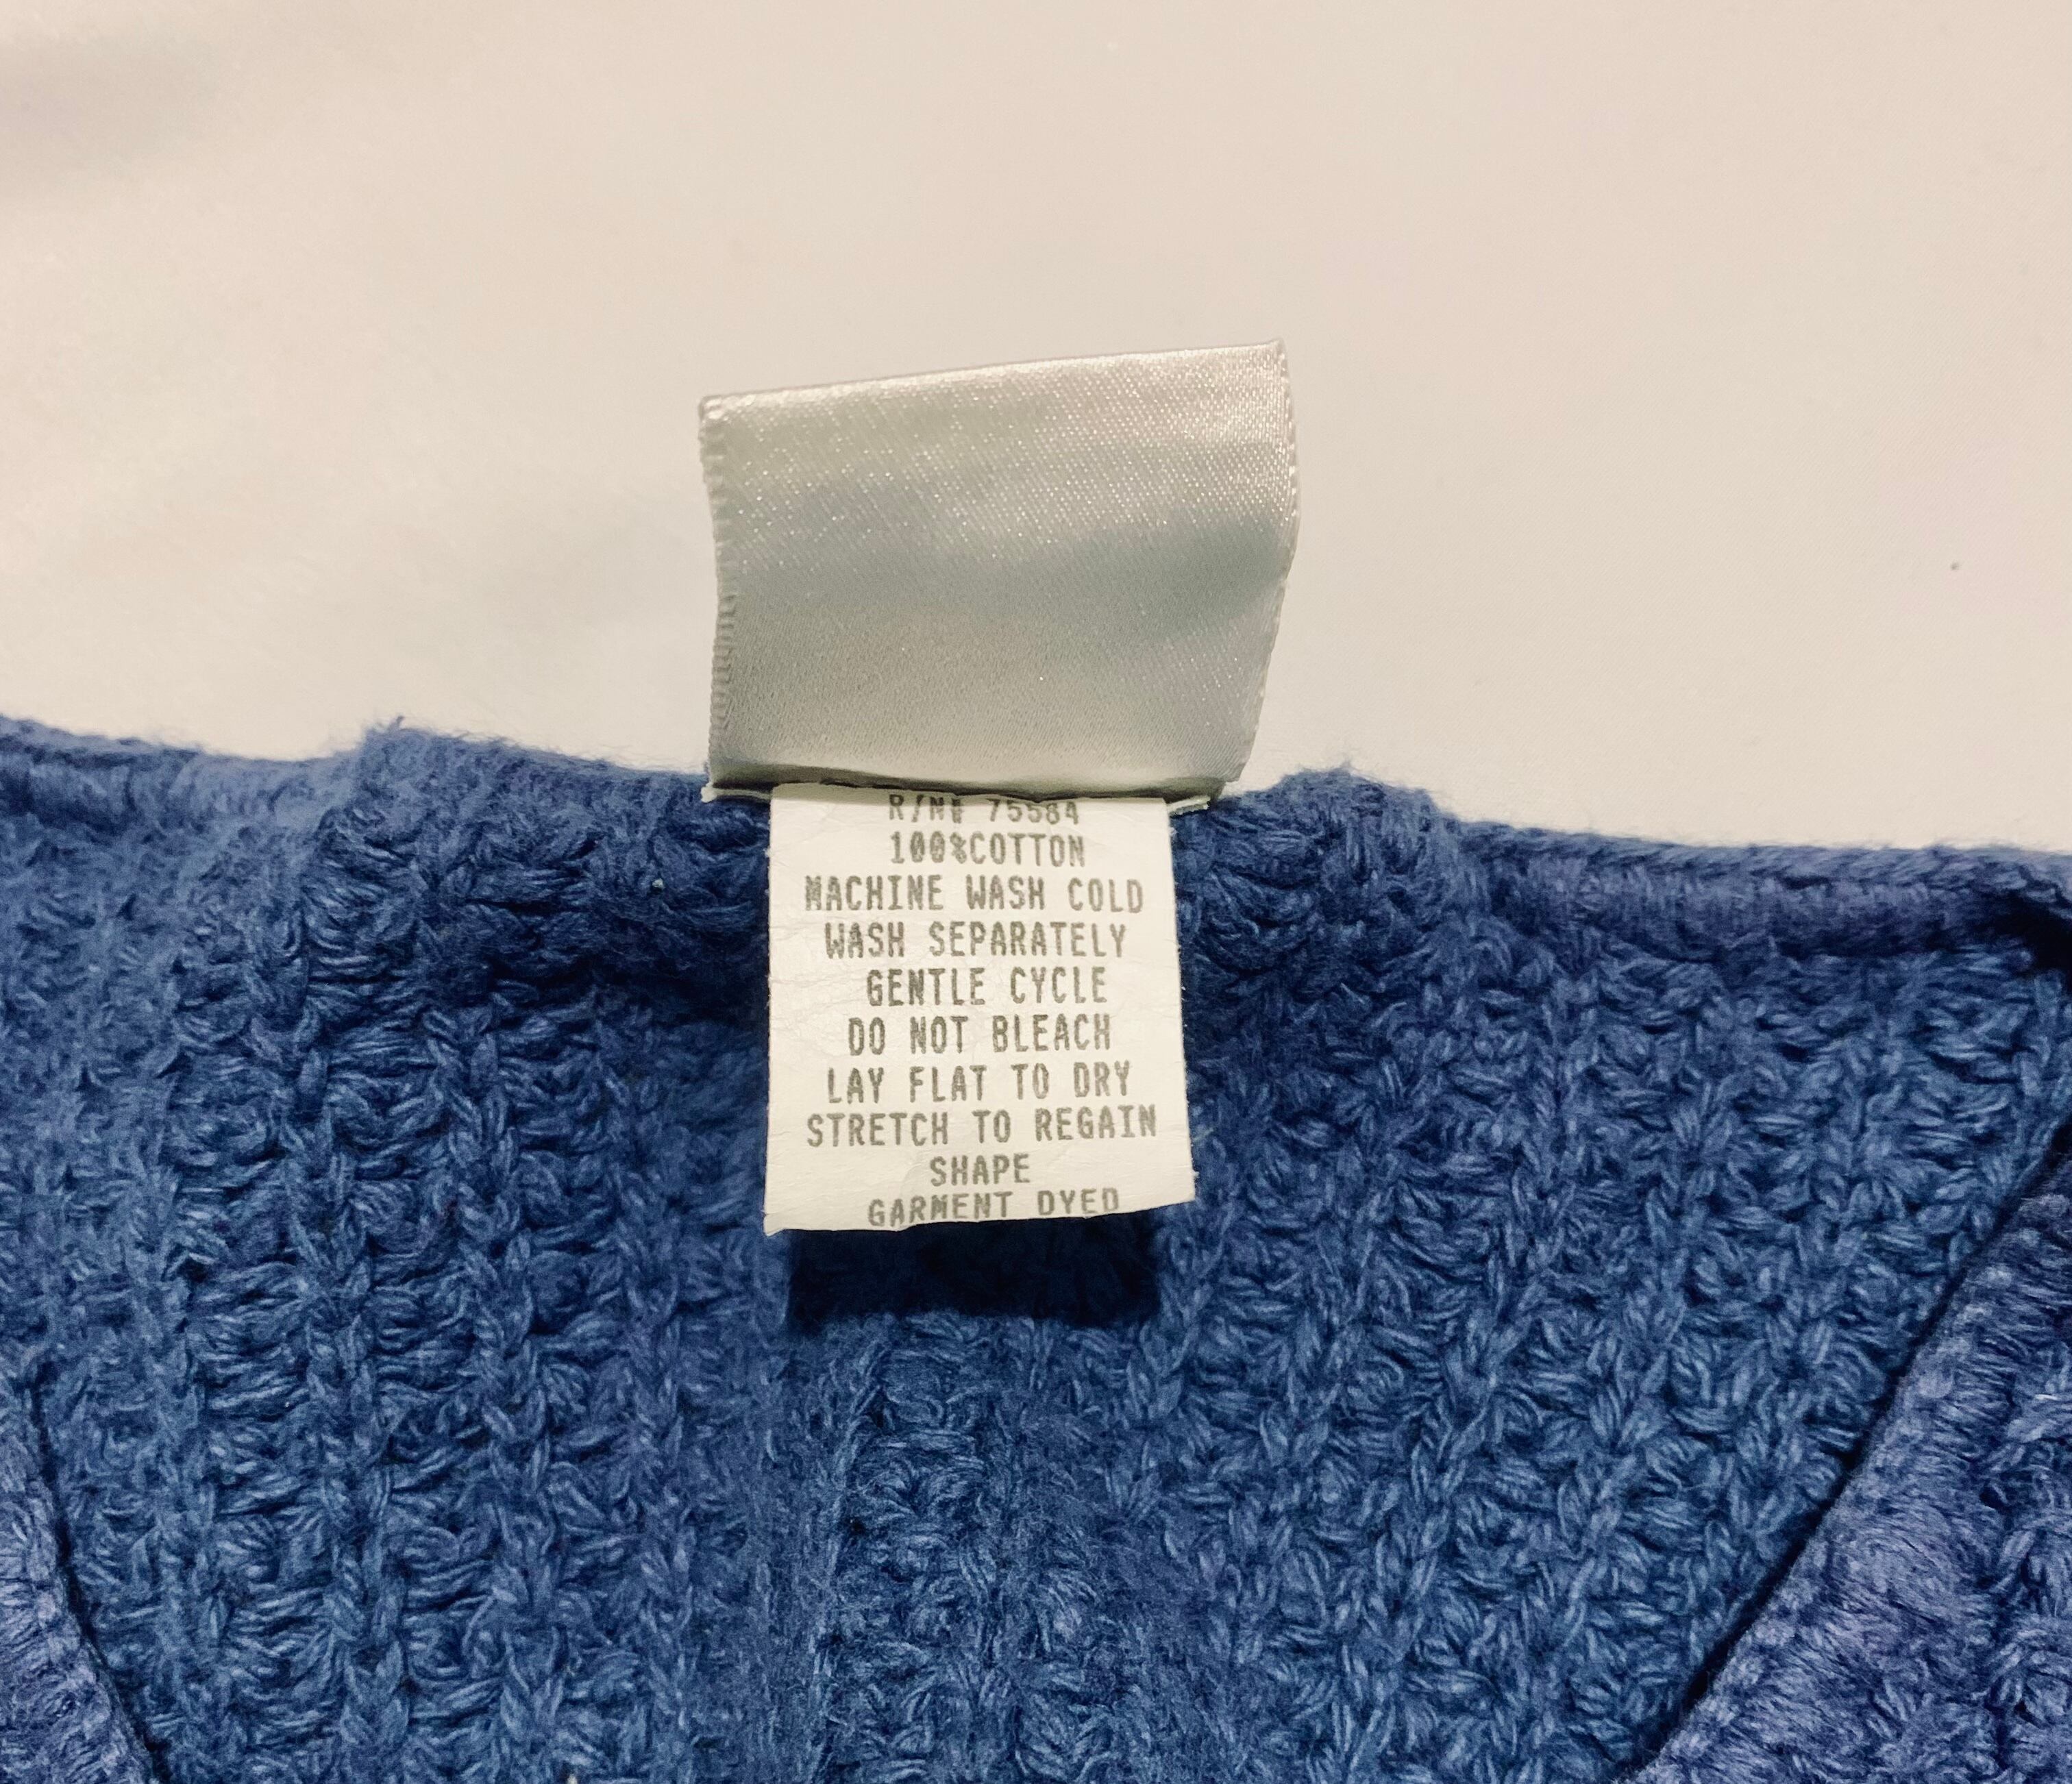 R/N# 75584
100%COTTON
MACHINE WASH COLD
WASH SEPARATELY
GENTLE CYCLE
DO NOT BLEACH
LAY FLAT TO DRY
STRETCH TO REGAIN
SHAPE
GARMENT DYED